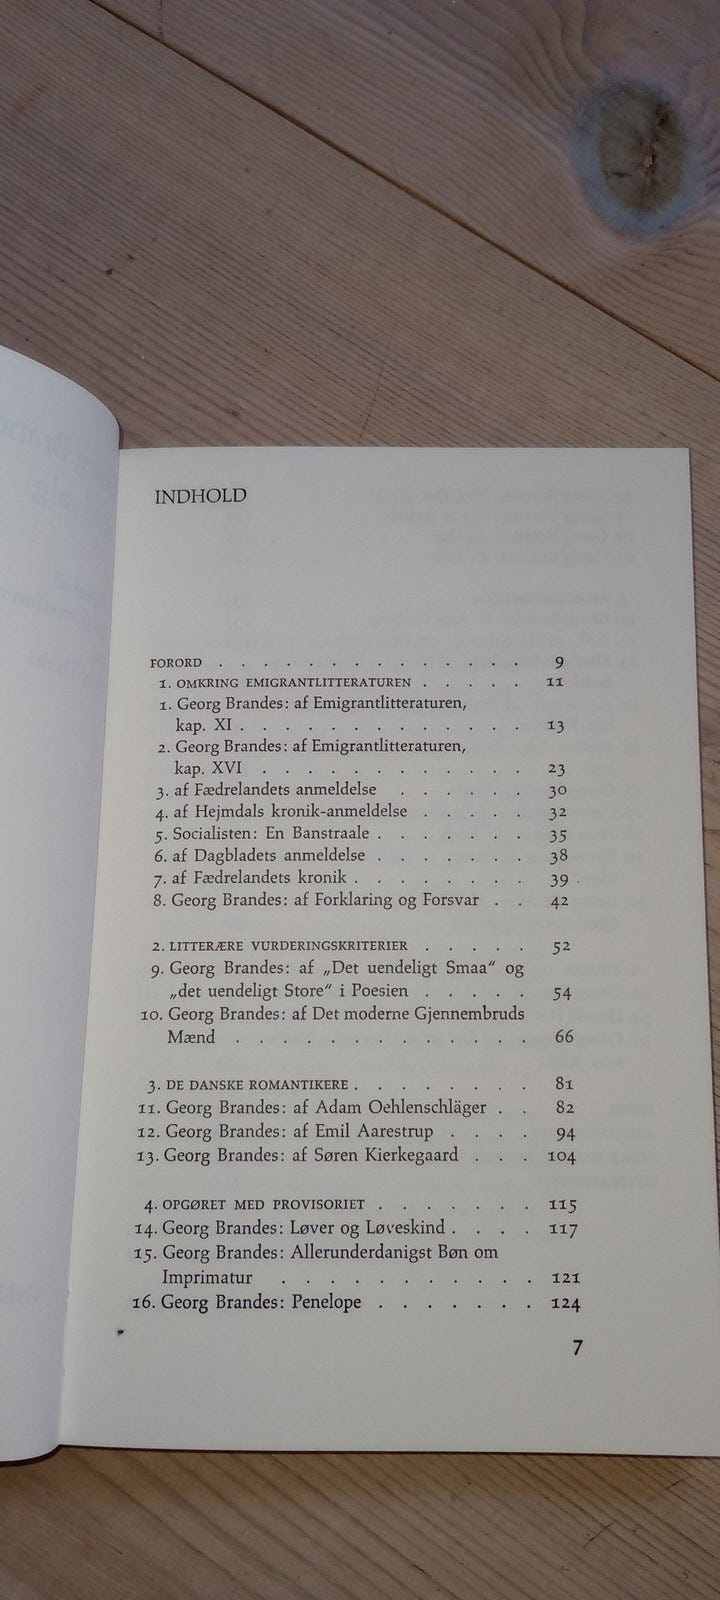 INDHOLD
FORORD . . . . . . . . . . . . . . 9
1. OMKRING EMIGRANTLITTERATUREN . . . . . 11
1. Georg Brandes: af Emigrantlitteraturen,
kap. XI . . . . . . . . . . . . . 13
2. Georg Brandes: af Emigrantlitteraturen,
kap. XVI . . . . . . . . . . . . 23
3. af Fædrelandets anmeldelse . . . . . . 30
4. af Hejmdals kronik-anmeldelse . . . . . 32
5. Socialisten: En Banstraale . . . . . . . 35
6. af Dagbladets anmeldelse . . . . . . . 38
7. af Fædrelandets kronik . . . . . . . . 39
8. Georg Brandes: af Forklaring og Forsvar . . 42
2. LITTERÆRE VURDERINGSKRITERIER . . . . . 52
9. Georg Brandes: af „Det uendeligt Smaa“ og
„det uendeligt Store“ i Poesien . . . . . 54
10. Georg Brandes: af Det moderne Gjennembruds
Mænd . . . . . . . . . . . . . 66
3. DE DANSKE ROMANTIKERE . . . . . . . . 81
11. Georg Brandes: af Adam Oehlenschläger . . 82
12. Georg Brandes: af Emil Aarestrup . . . . 94
13. Georg Brandes: af Søren Kierkegaard . . . 104
4. OPGØRET MED PROVISORIET . . . . . . . 115
14. Georg Brandes: Løver og Løveskind . . . . 117
15. Georg Brandes: Allerunderdanigst Bøn om
Imprimatur . . . . . . . . . . . 121
16. Georg Brandes: Penelope . . . . . . . 124
7